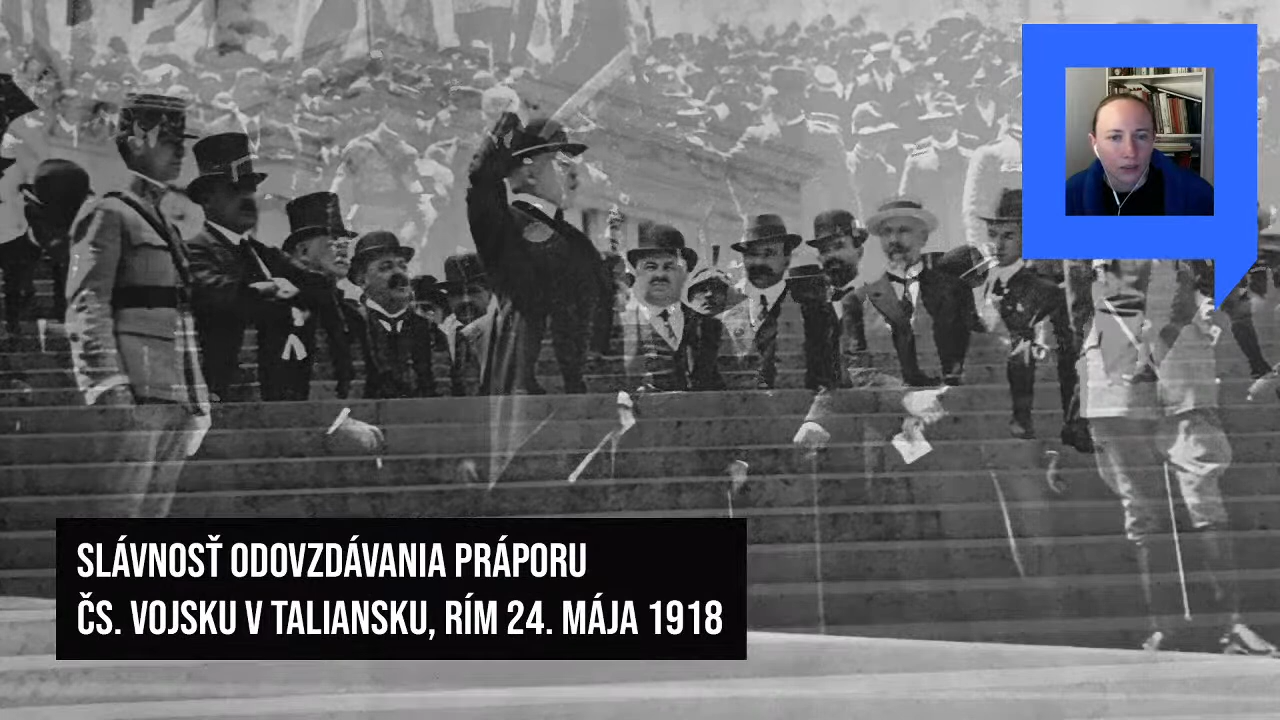 SLÁVNOSŤ ODOVZDÁVANIA PRÁPORU
ČS. VOJSKU V TALIANSKU, RÍM 24. MÁJA 1918